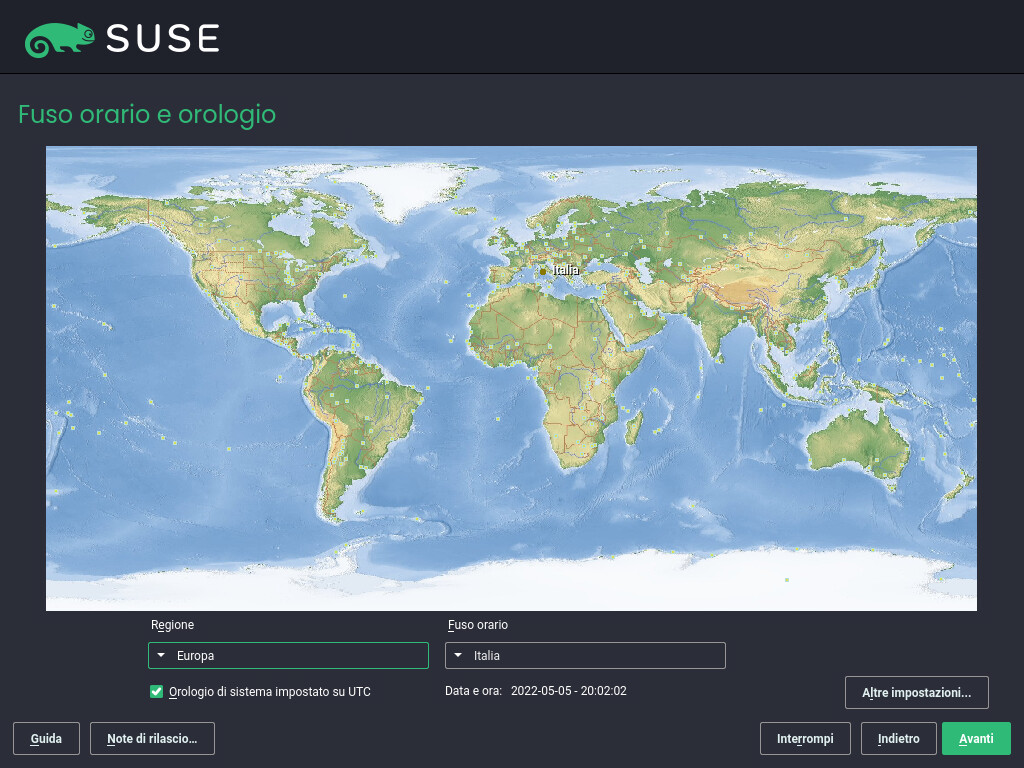 SUSE
Fuso orario e orologio
Italia
Regione
Fuso orario
Europa
Italia
Orologio di sistema impostato su UTC
Data e ora: 2022-05-05 - 20:02:02
Altre impostazioni...
Guida
Note di rilascio...
Interrompi
Indietro
Avanti